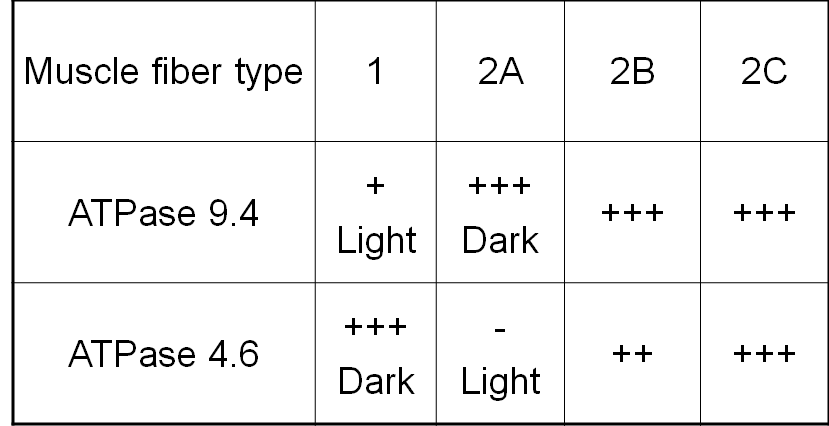 Muscle fiber type 1 2A 2B 2C
ATPase 9.4 + Light +++ Dark +++ +++
ATPase 4.6 +++ Dark - Light ++ +++